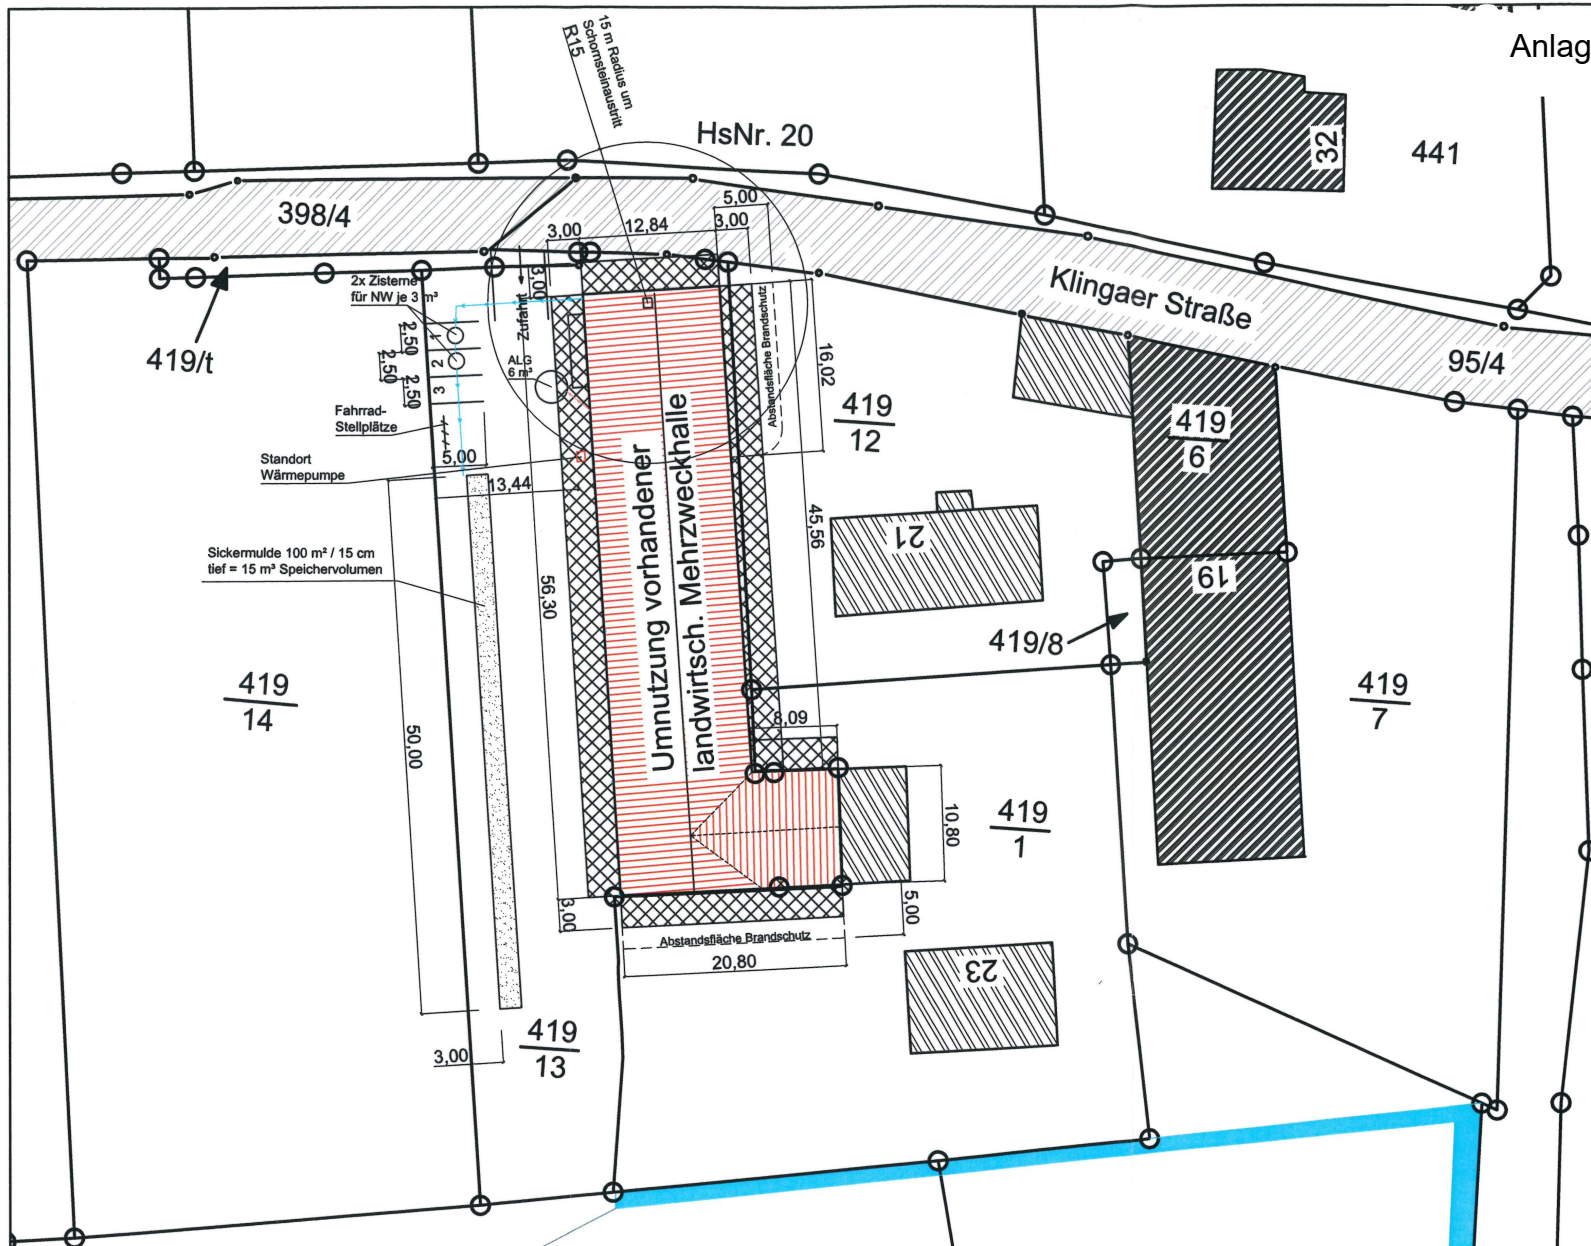 Anlag
15 m Radius um
Schornsteinaustritt
R15
HsNr. 20
32
441
398/4
5,00
3,00
12,84
3,00
Klingaer Straße
95/4
2x Zisterne
für NW je 3 m³
3,00
Zufahrt
419/t
2,50
2,50
2,50
1
2
3
ALG
6 m³
Abstandsfläche Brandschutz
16,02
419
12
419
6
Fahrrad-
Stellplätze
5,00
Standort
Wärmepumpe
13,44
Umnutzung vorhandener
landwirtsch. Mehrzweckhalle
45,56
21
19
Sickermulde 100 m² / 15 cm
tief = 15 m³ Speichervolumen
56,30
419/8
419
14
419
7
50,00
8,09
10,80
419
1
3,00
5,00
Abstandsfläche Brandschutz
20,80
23
419
13
3,00